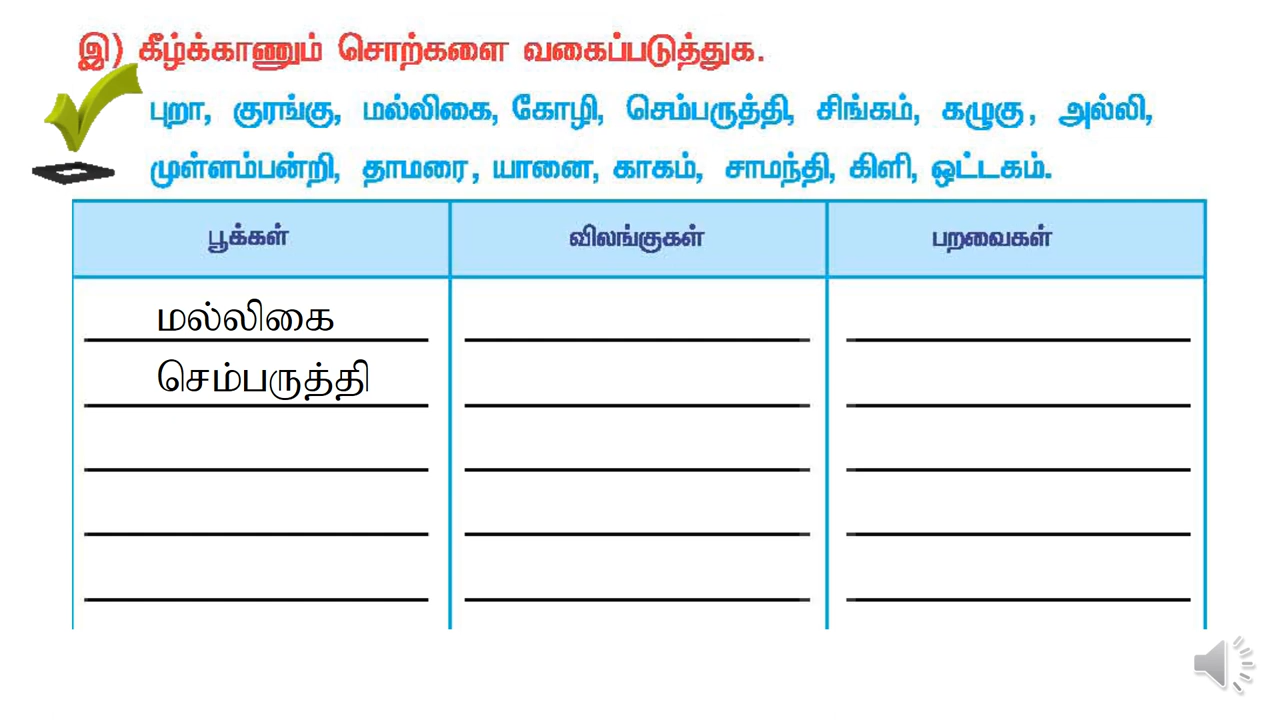 இ) கீழ்க்காணும் சொற்களை வகைப்படுத்துக.
புறா, குரங்கு, மல்லிகை, கோழி, செம்பருத்தி, சிங்கம், கழுகு, அல்லி,
முள்ளம்பன்றி, தாமரை, யானை, காகம், சாமந்தி, கிளி, ஒட்டகம்.
பூக்கள் விலங்குகள் பறவைகள்
மல்லிகை
செம்பருத்தி